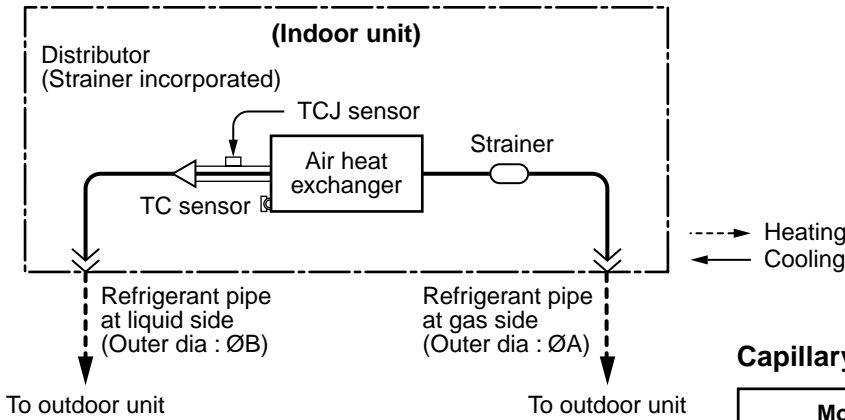 (Indoor unit)
Distributor
(Strainer incorporated)
TCJ sensor
Strainer
Air heat
exchanger
TC sensor
Heating
Cooling
Refrigerant pipe
at liquid side
(Outer dia : ØB)
Refrigerant pipe
at gas side
(Outer dia : ØA)
To outdoor unit
To outdoor unit
Capillary